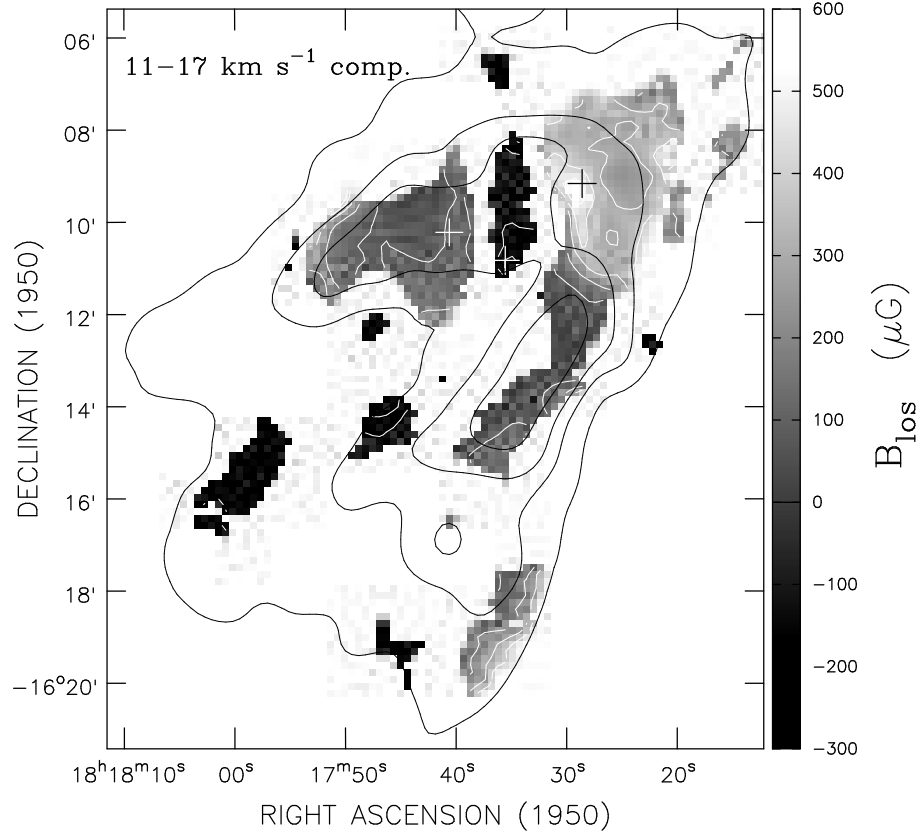 11−17 km s⁻¹ comp.
06'
08'
10'
12'
14'
16'
18'
−16°20'
DECLINATION (1950)
18ʰ18ᵐ10ˢ
00ˢ
17ᵐ50ˢ
40ˢ
30ˢ
20ˢ
RIGHT ASCENSION (1950)
600
500
400
300
200
100
0
−100
−200
−300
B_los (μG)